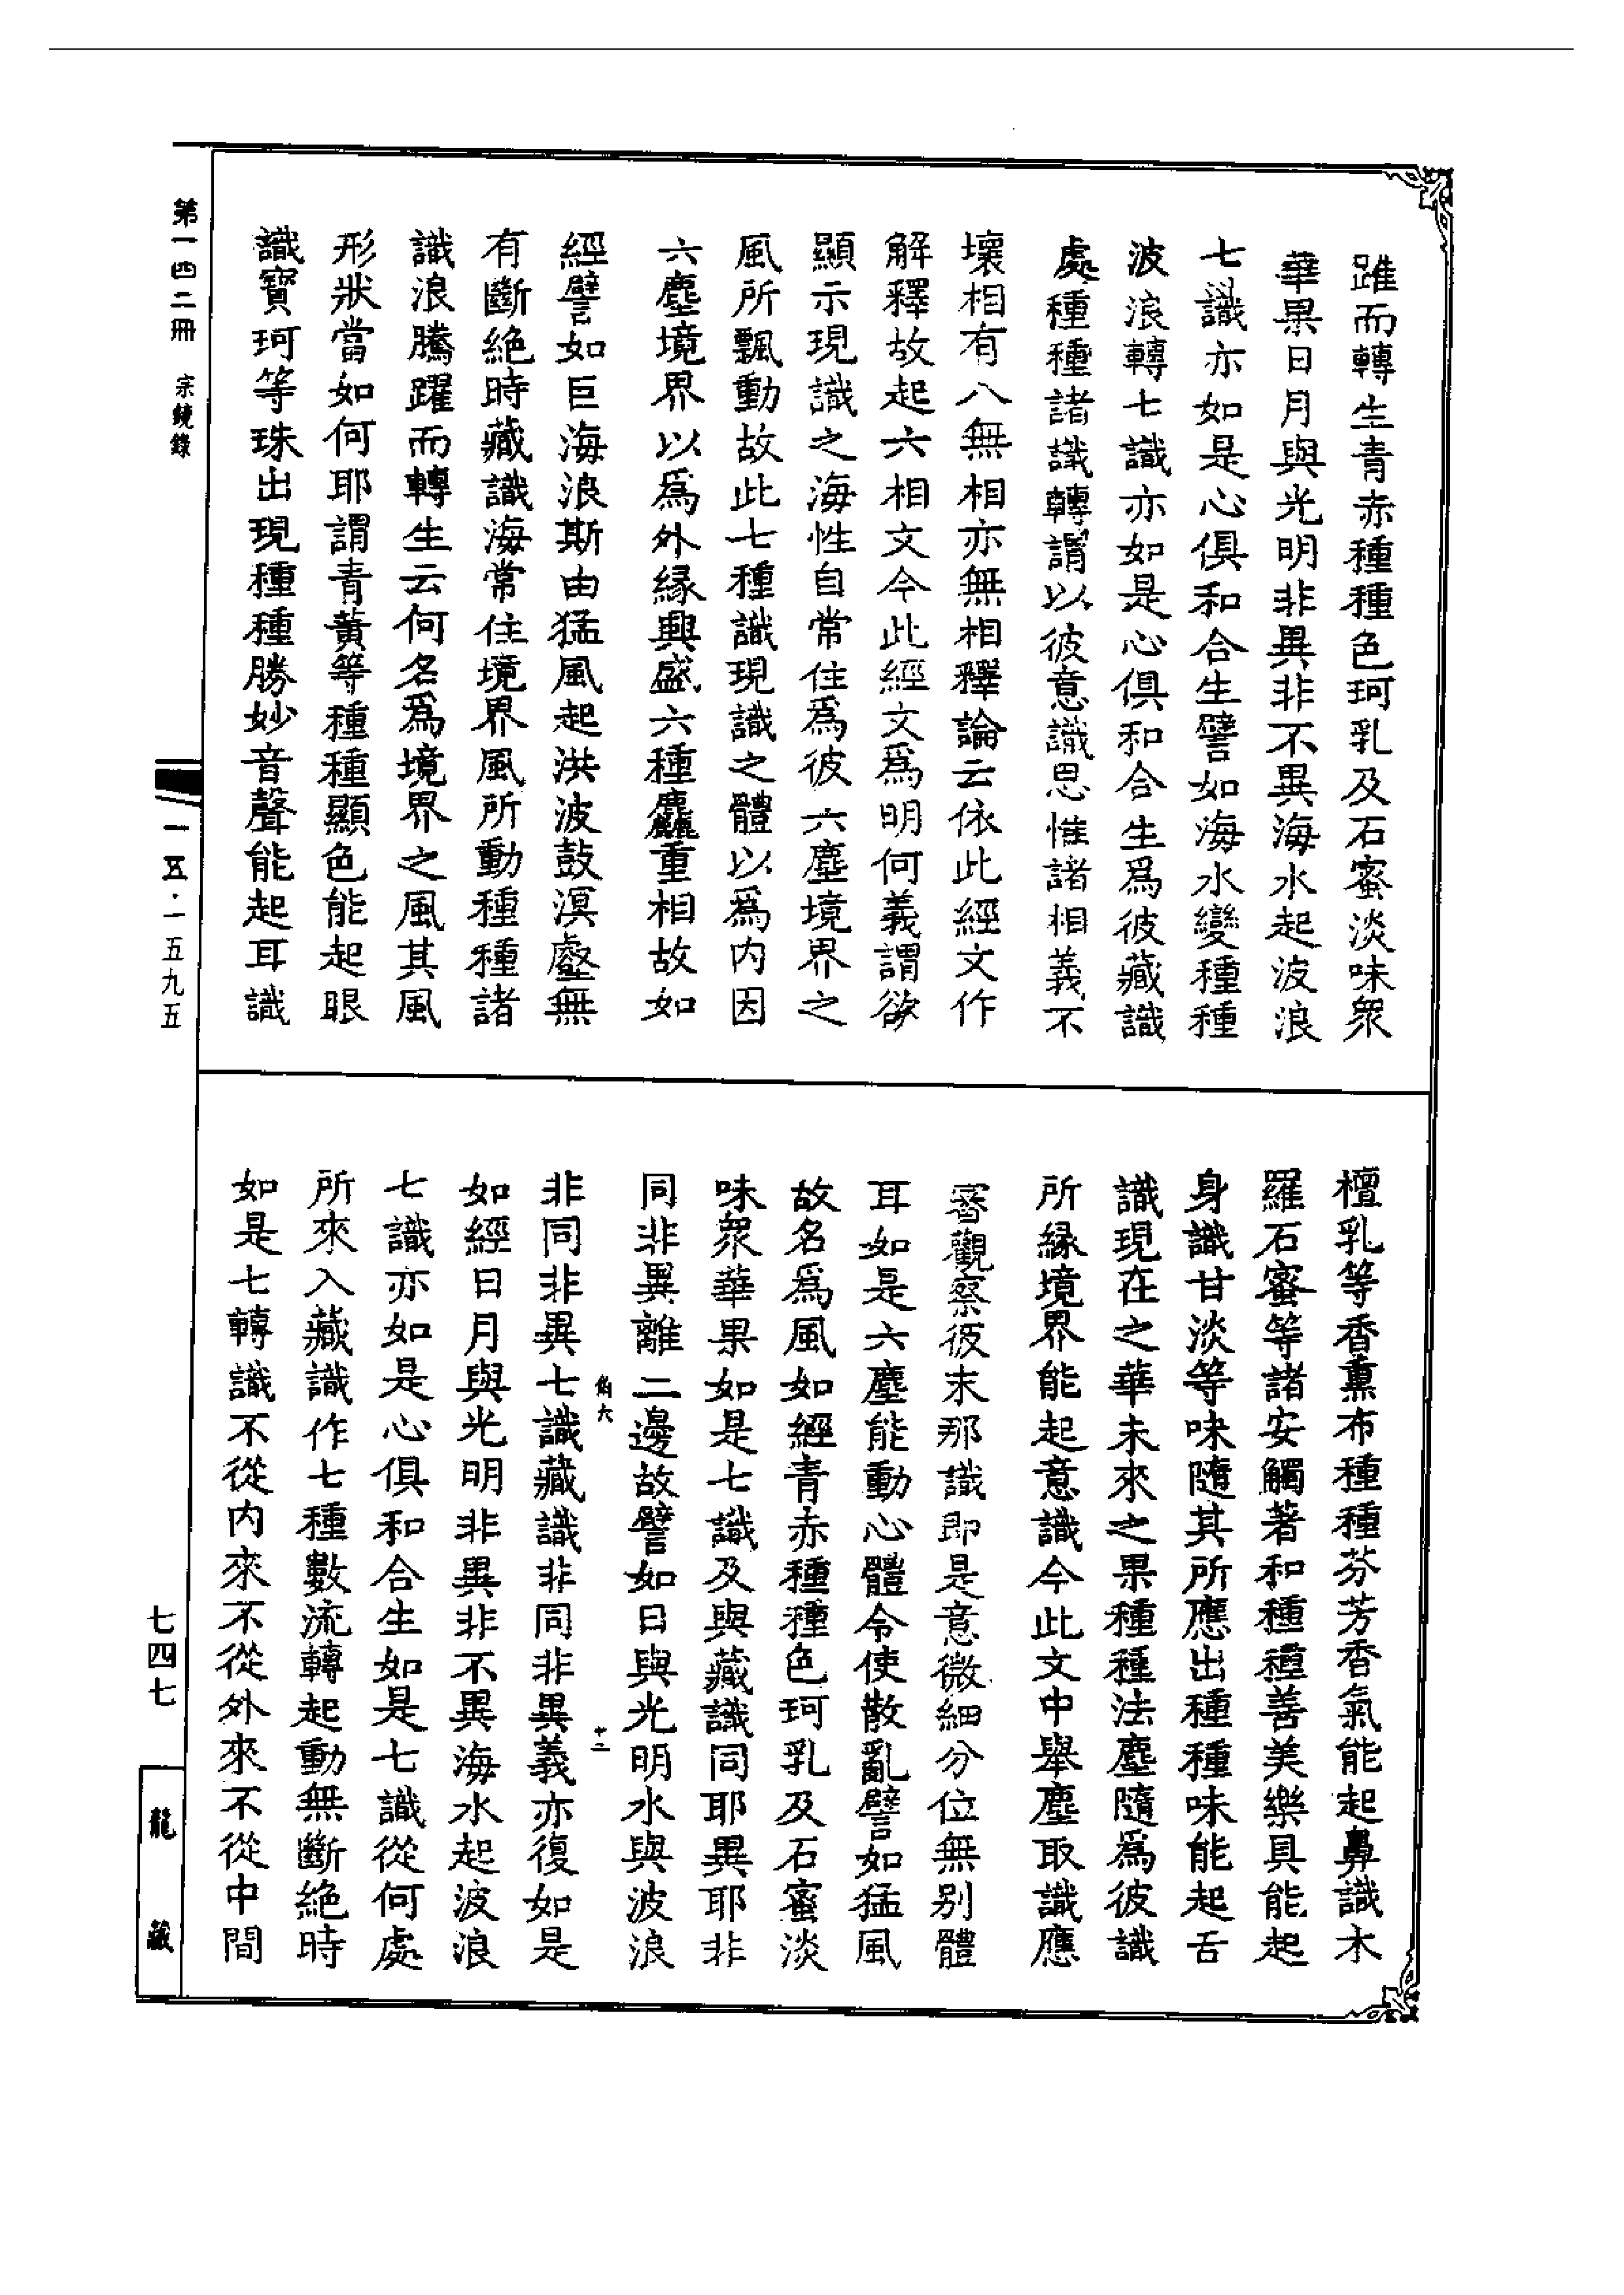 躍而轉生青赤種種色珂乳及石蜜淡味衆
華果日月與光明非異非不異海水起波浪
七識亦如是心俱和合生譬如海水變種種
波浪轉七識亦如是心俱和合生爲彼藏識
處種種諸識轉謂以彼意識思惟諸相義不
壞相有八無相亦無相釋論云依此經文作
解釋故起六相文今此經文爲明何義謂欲
顯示現識之海性自常住爲彼六塵境界之
風所飄動故此七種識現識之體以爲内因
六塵境界以爲外緣興盛六種麤重相故如
經譬如巨海浪斯由猛風起洪波鼓溟壑無
有斷絶時藏識海常住境界風所動種種諸
識浪騰躍而轉生云何名爲境界之風其風
形狀當如何耶謂青黄等種種顯色能起眼
識寶珂等珠出現種種勝妙音聲能起耳識
檀乳等香薰布種種芬芳香氣能起鼻識木
羅石蜜等諸安觸著和種種善美樂具能起
身識甘淡等味隨其所應出種種味能起舌
識現在之華未來之果種種法塵隨爲彼識
所緣境界能起意識今此文中舉塵取識應
審觀察彼末那識即是意微細分位無别體
耳如是六塵能動心體令使散亂譬如猛風
故名爲風如經青赤種種色珂乳及石蜜淡
味衆華果如是七識及與藏識同耶異耶非
同非異離二邊故譬如日與光明水與波浪
非同非異七識藏識非同非異義亦復如是
如經日月與光明非異非不異海水起波浪
七識亦如是心俱和合生如是七識從何處
所來入藏識作七種數流轉起動無斷絶時
如是七轉識不從内來不從外來不從中間
第一四二冊 宗鏡錄
一五·一五九五
七四七
龍藏